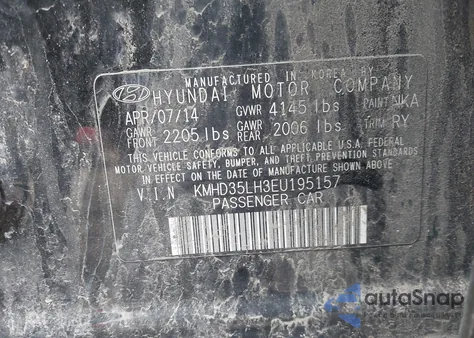 MANUFACTURED IN KOREA BY
HYUNDAI MOTOR COMPANY
APR/07/14 GVWR 4145 lbs PAINT NKA
GAWR FRONT 2205 lbs GAWR REAR 2006 lbs TRIM RY
THIS VEHICLE CONFORMS TO ALL APPLICABLE FEDERAL
MOTOR VEHICLE SAFETY, BUMPER, AND THEFT PREVENTION STANDARDS
IN EFFECT ON THE DATE OF MANUFACTURE SHOWN ABOVE.
V.I.N KMHD35LH3EU195157
PASSENGER CAR
autaSnap